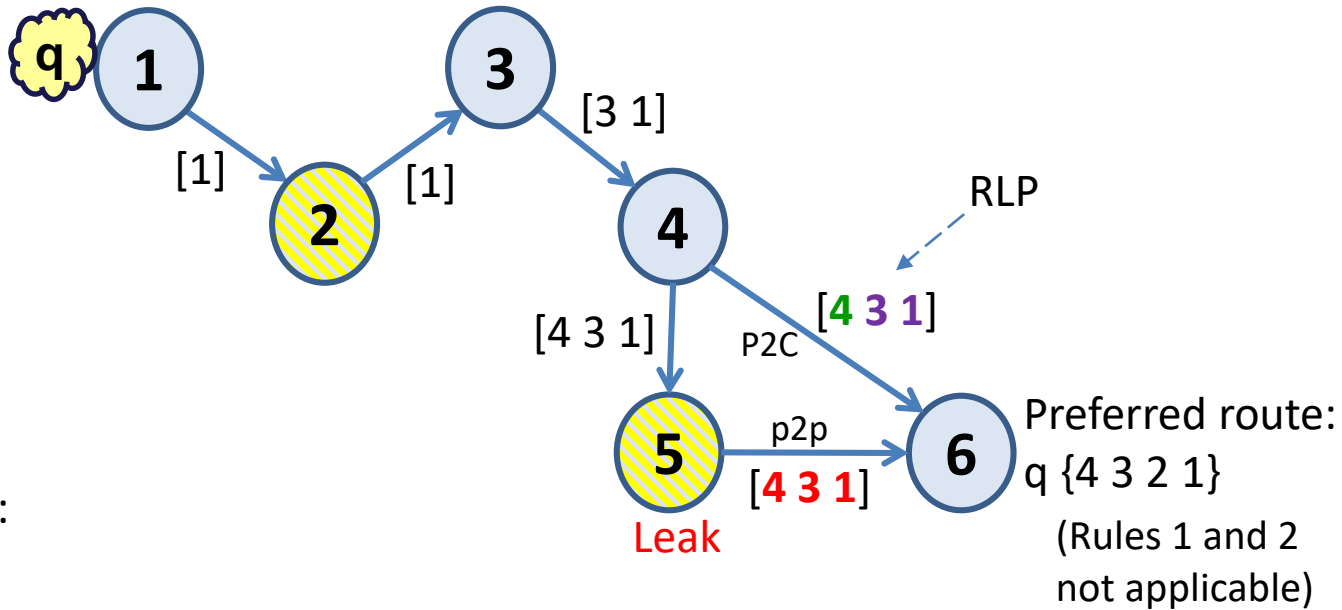 q
1
3
[3 1]
[1]
[1]
2
RLP
4
[4 3 1]
[4 3 1]
P2C
Preferred route:
p2p
5
6
q {4 3 2 1}
[4 3 1]
:
Leak
(Rules 1 and 2
not applicable)